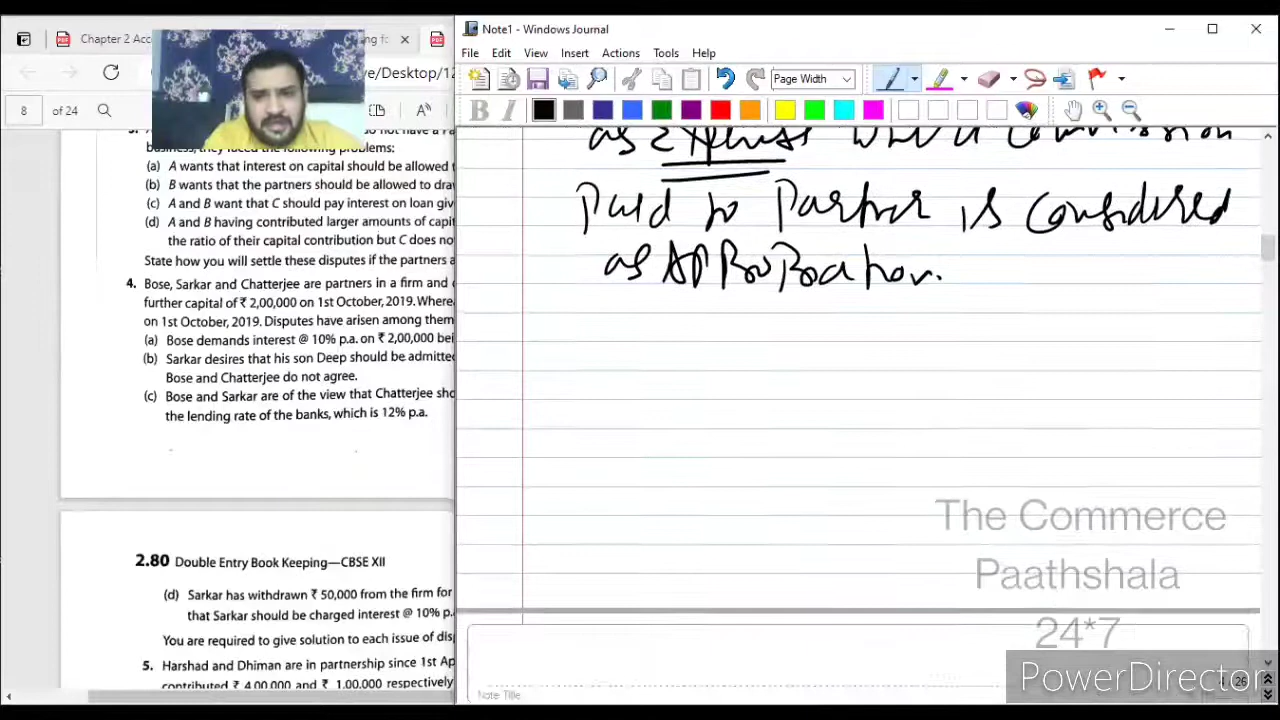 Chapter 2 Acc
ng fo
ve/Desktop/12
8 of 24
business, they faced the following problems:
(a) A wants that interest on capital should be allowed t
(b) B wants that the partners should be allowed to dra
(c) A and B want that C should pay interest on loan giv
(d) A and B having contributed larger amounts of capi
the ratio of their capital contribution but C does no
State how you will settle these disputes if the partners a
4. Bose, Sarkar and Chatterjee are partners in a firm and
further capital of ₹ 2,00,000 on 1st October, 2019. Where
on 1st October, 2019. Disputes have arisen among them
(a) Bose demands interest @ 10% p.a. on ₹ 2,00,000 bei
(b) Sarkar desires that his son Deep should be admitted
Bose and Chatterjee do not agree.
(c) Bose and Sarkar are of the view that Chatterjee sho
the lending rate of the banks, which is 12% p.a.
2.80 Double Entry Book Keeping—CBSE XII
(d) Sarkar has withdrawn ₹ 50,000 from the firm for
that Sarkar should be charged interest @ 10% p.
You are required to give solution to each issue of disp
5. Harshad and Dhiman are in partnership since 1st Ap
contributed ₹ 4,00,000 and ₹ 1,00,000 respectively
Note1 - Windows Journal
File Edit View Insert Actions Tools Help
Page Width
B I
as expenses commission
Paid to Partner is Considered
as
The Commerce
Paathshala
24*7
Note Title
26
PowerDirector